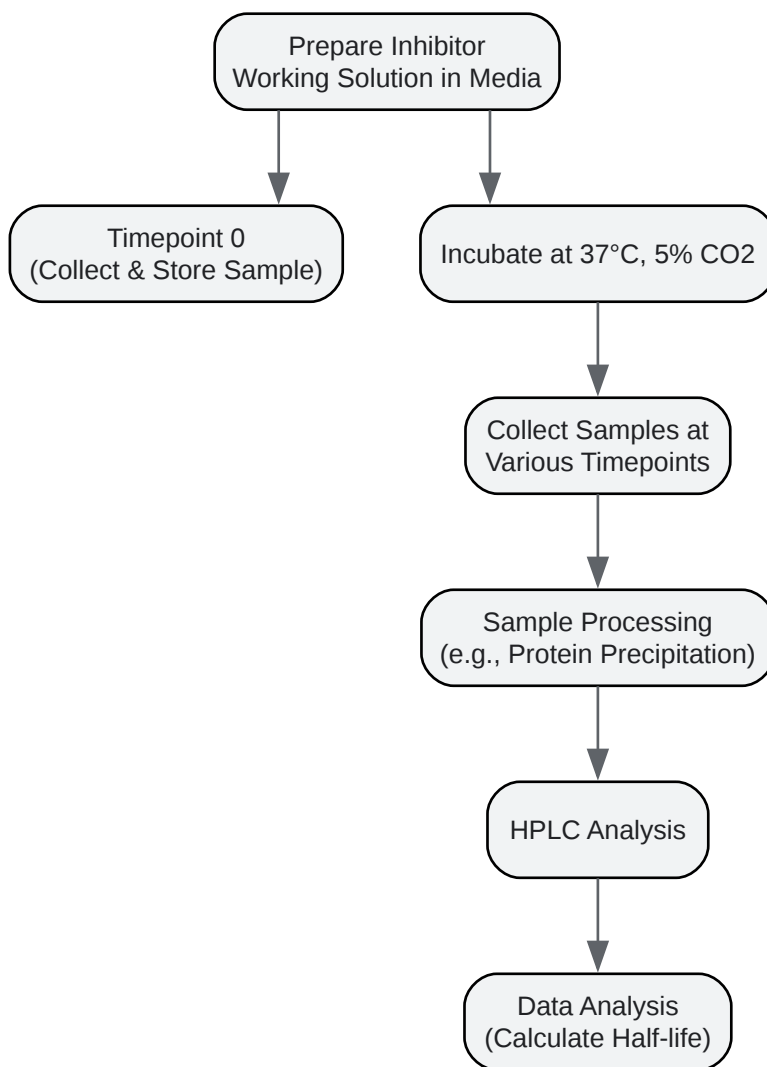 Prepare Inhibitor
Working Solution in Media
Timepoint 0
(Collect & Store Sample)
Incubate at 37°C, 5% CO2
Collect Samples at
Various Timepoints
Sample Processing
(e.g., Protein Precipitation)
HPLC Analysis
Data Analysis
(Calculate Half-life)